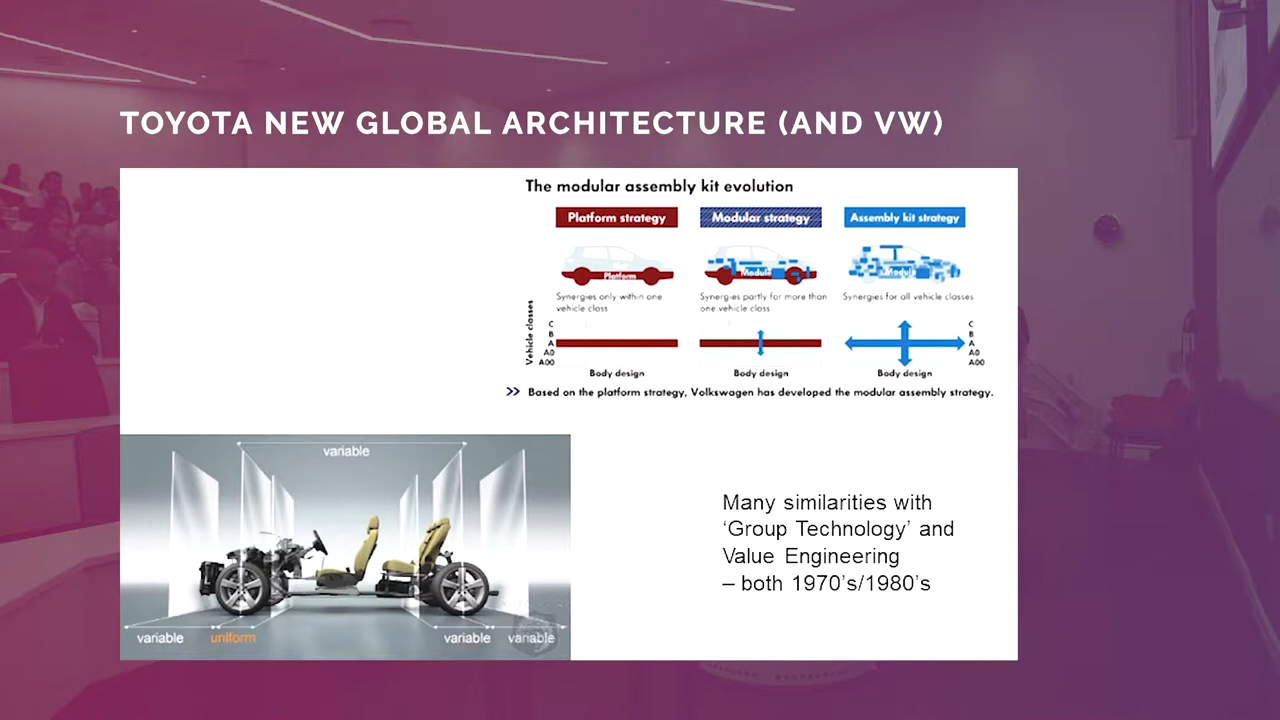 TOYOTA NEW GLOBAL ARCHITECTURE (AND VW)
The modular assembly kit evolution
Platform strategy
Modular strategy
Assembly kit strategy
Platform
Module
Module
Synergies only within one
vehicle class
Synergies partly for more than
one vehicle class
Synergies for all vehicle classes
Vehicle classes
C
B
A
A0
A00
C
B
A
A0
A00
Body design
Body design
Body design
>> Based on the platform strategy, Volkswagen has developed the modular assembly strategy.
variable
variable
uniform
variable
variable
Many similarities with
‘Group Technology’ and
Value Engineering
– both 1970’s/1980’s